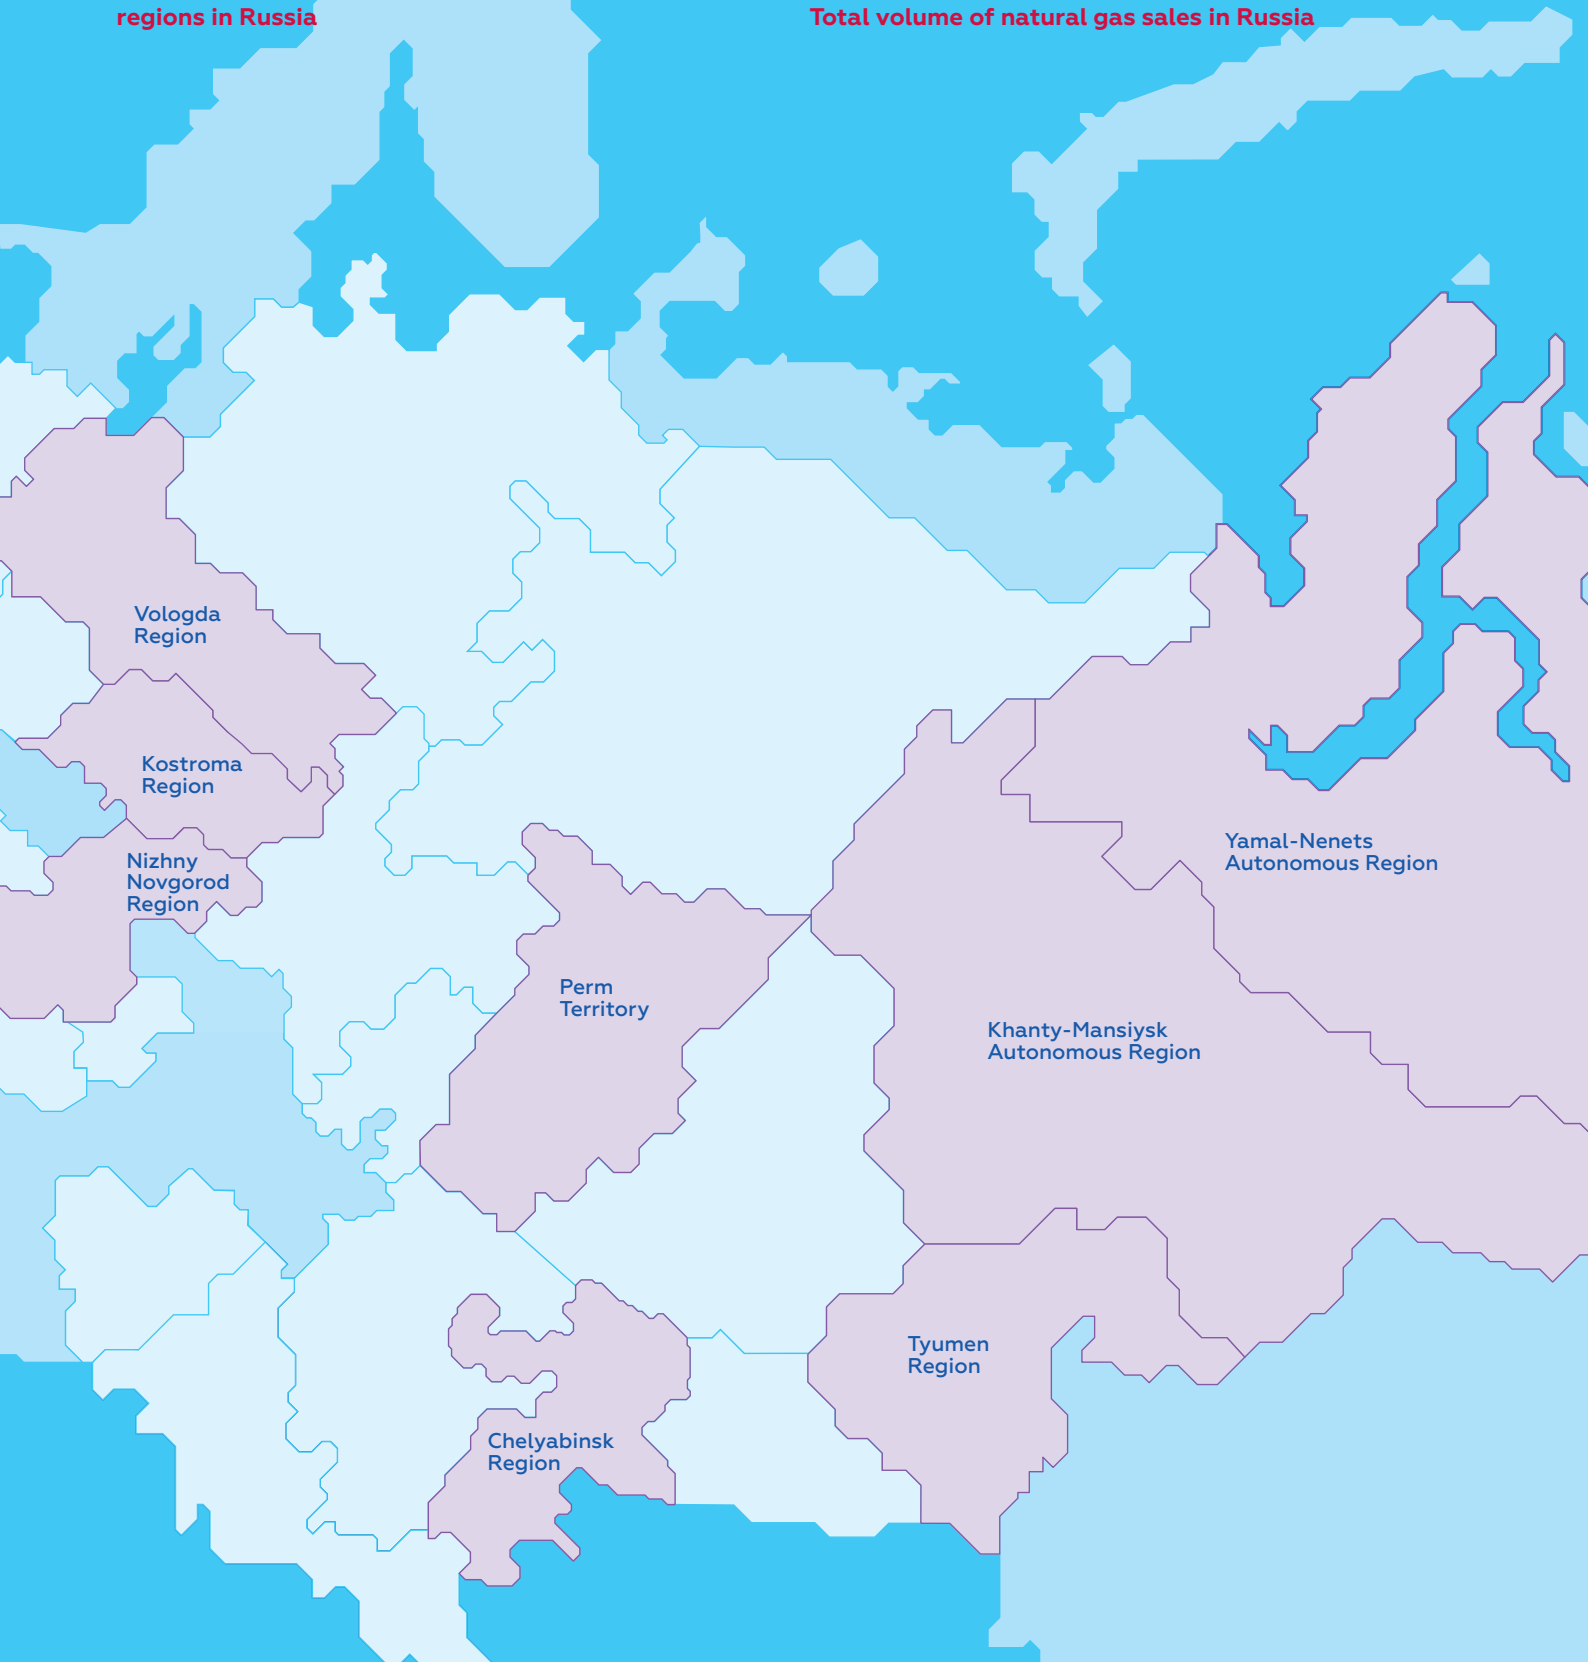 regions in Russia
Total volume of natural gas sales in Russia
Vologda
Region
Kostroma
Region
Nizhny
Novgorod
Region
Yamal-Nenets
Autonomous Region
Perm
Territory
Khanty-Mansiysk
Autonomous Region
Tyumen
Region
Chelyabinsk
Region